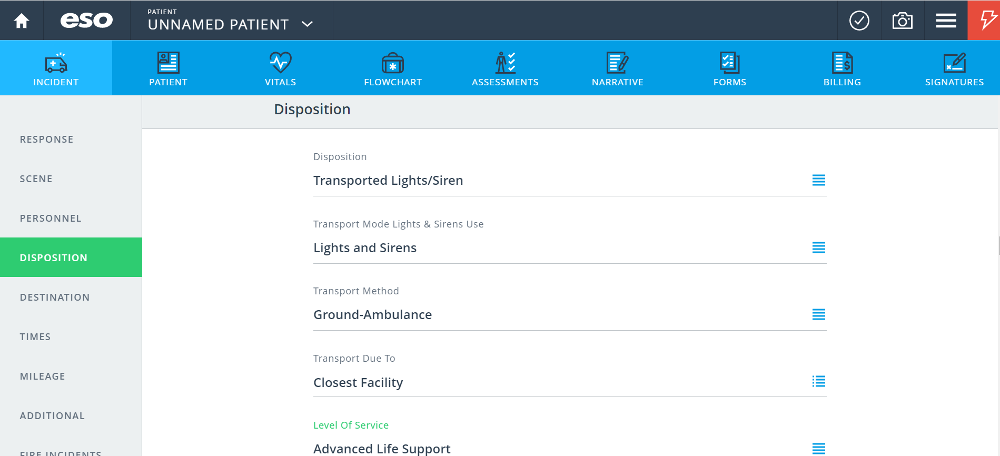 eso
PATIENT
UNNAMED PATIENT
INCIDENT
PATIENT
VITALS
FLOWCHART
ASSESSMENTS
NARRATIVE
FORMS
BILLING
SIGNATURES
RESPONSE
SCENE
PERSONNEL
DISPOSITION
DESTINATION
TIMES
MILEAGE
ADDITIONAL
FIRE INCIDENTS
Disposition
Disposition
Transported Lights/Siren
Transport Mode Lights & Sirens Use
Lights and Sirens
Transport Method
Ground-Ambulance
Transport Due To
Closest Facility
Level Of Service
Advanced Life Support